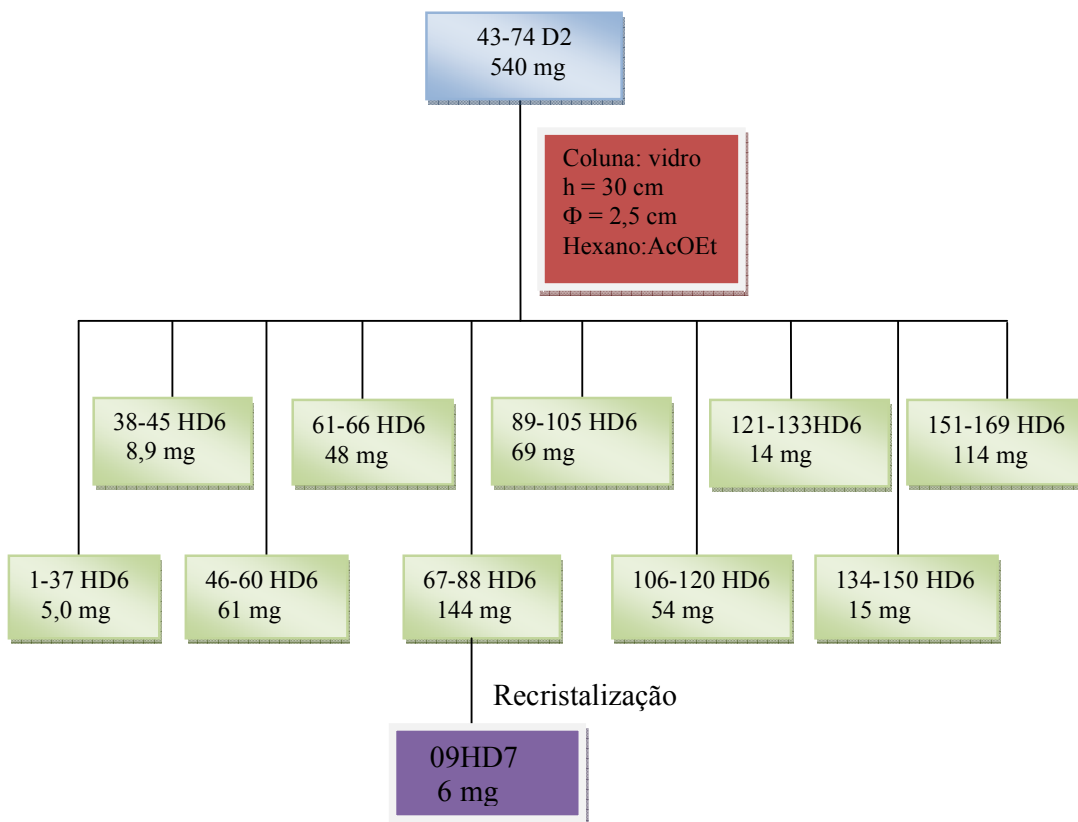 43-74 D2
540 mg
Coluna: vidro
h = 30 cm
Φ = 2,5 cm
Hexano:AcOEt
38-45 HD6
8,9 mg
61-66 HD6
48 mg
89-105 HD6
69 mg
121-133HD6
14 mg
151-169 HD6
114 mg
1-37 HD6
5,0 mg
46-60 HD6
61 mg
67-88 HD6
144 mg
106-120 HD6
54 mg
134-150 HD6
15 mg
Recristalização
09HD7
6 mg